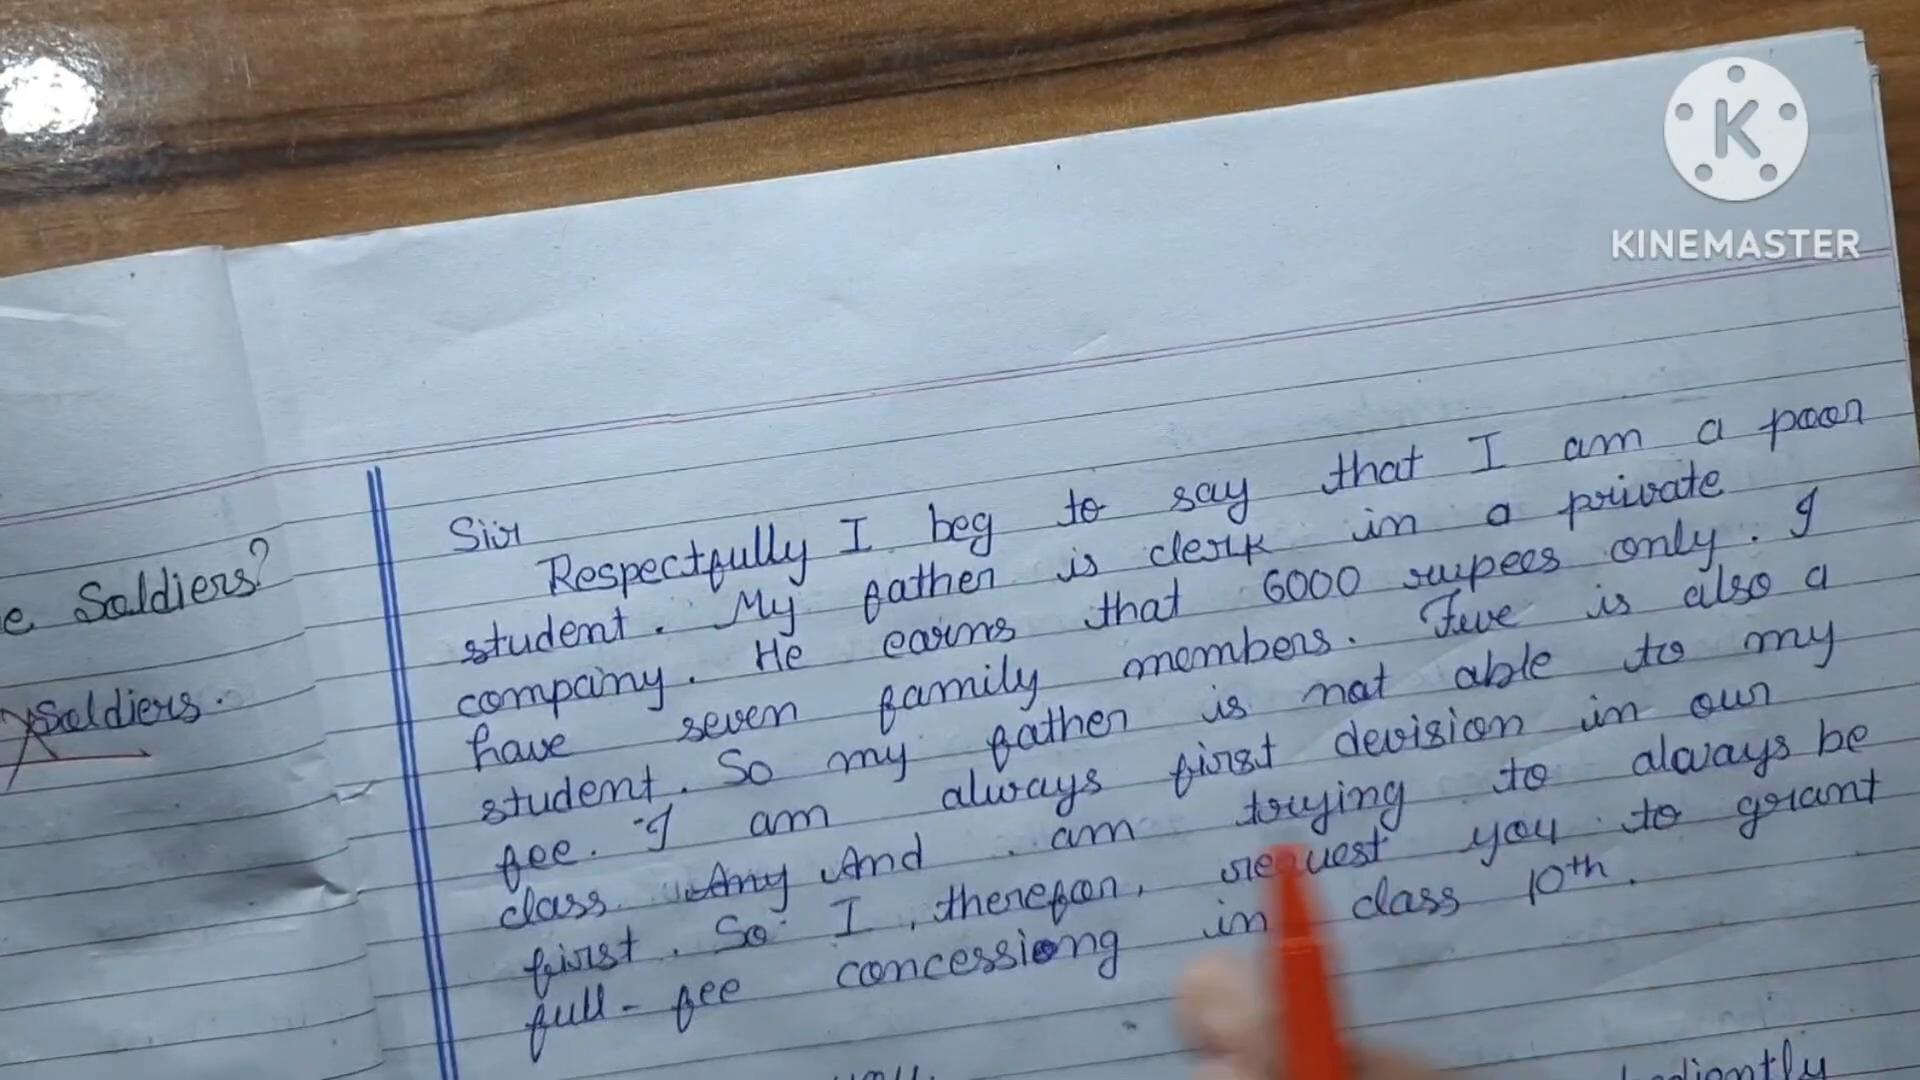 KINEMASTER
e Soldiers?
Soldiers.
Sir
Respectfully I beg to say that I am a poor
student. My father is clerk in a private
company. He earns that 6000 rupees only. I
have seven family members. Five is also a
student. So my father is not able to my
fee. I am always first devision in our
class Any And am trying to always be
first. So I, therefor, request you to grant
full-fee concessiong in class 10th.